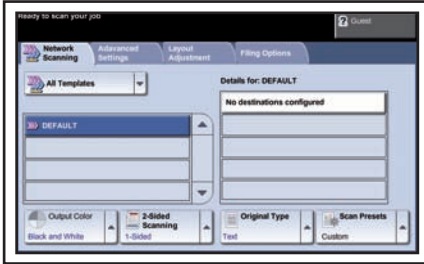 Ready to scan your job
Guest
Network Scanning
Adavanced Settings
Layout Adjustment
Filing Options
All Templates
Details for: DEFAULT
No destinations configured
DEFAULT
Output Color
Black and White
2-Sided Scanning
1-Sided
Original Type
Text
Scan Presets
Custom